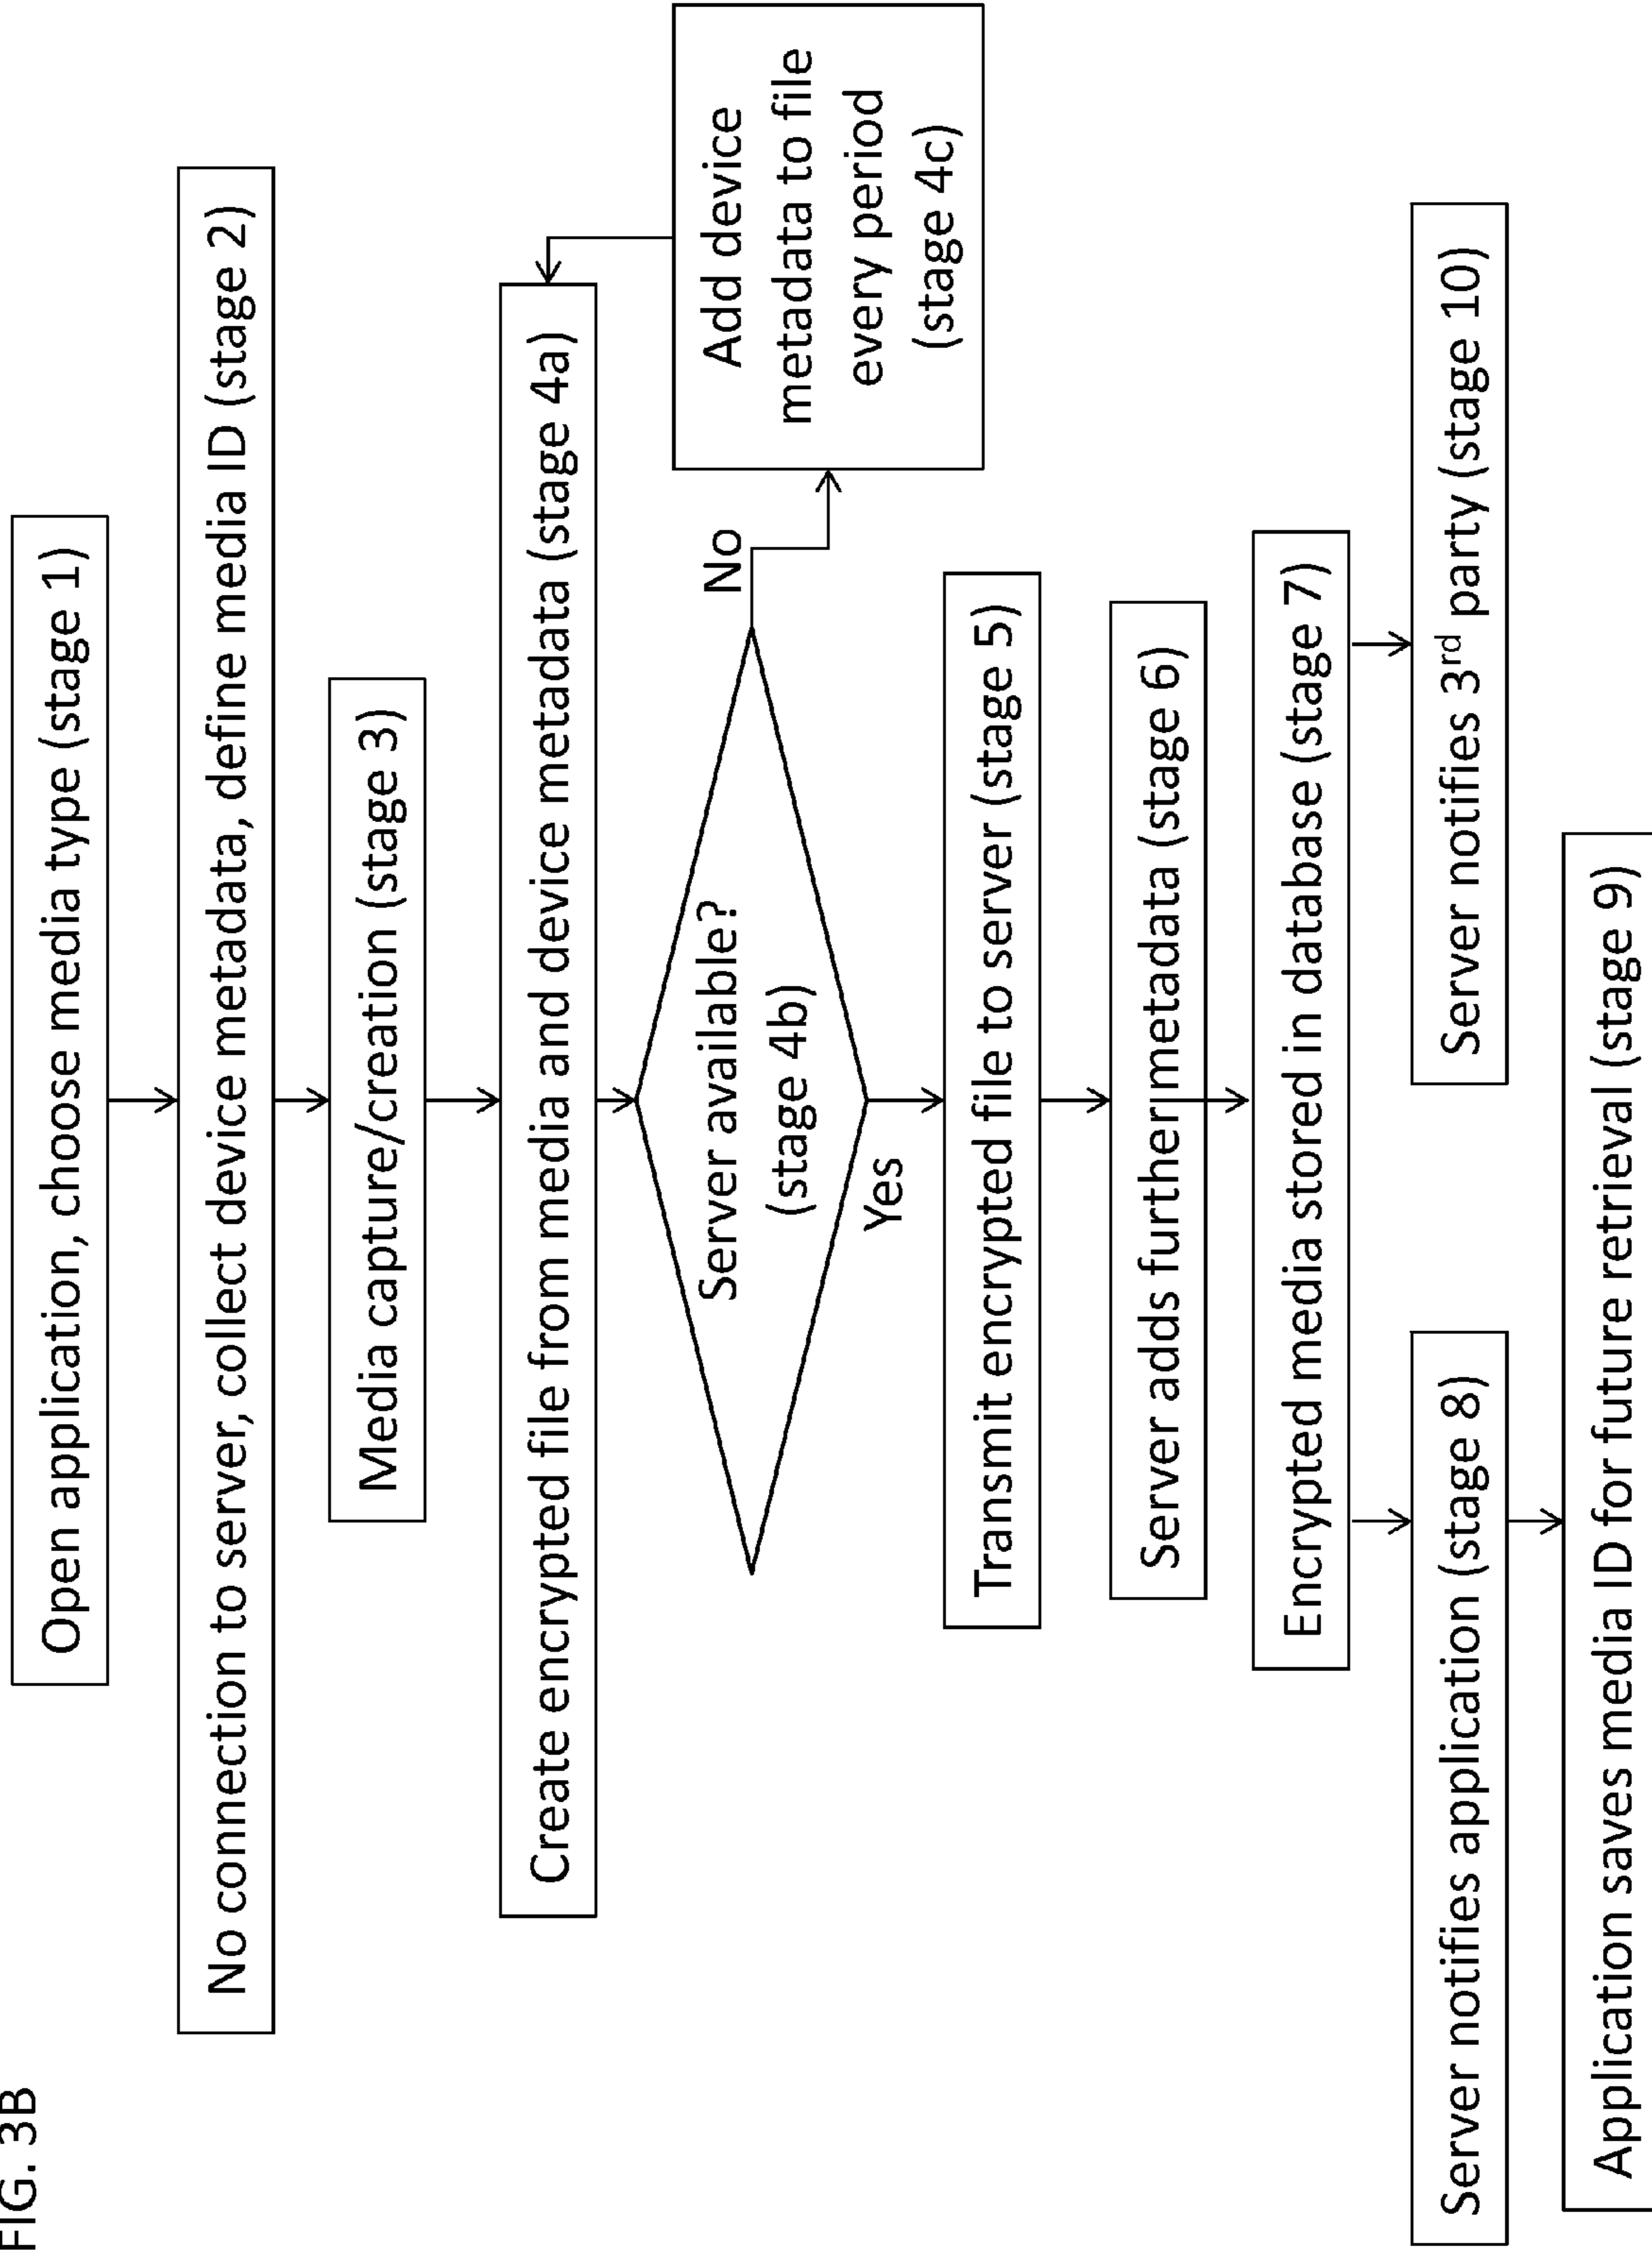 FIG. 3B
Open application, choose media type (stage 1)
No connection to server, collect device metadata, define media ID (stage 2)
Media capture/creation (stage 3)
Create encrypted file from media and device metadata (stage 4a)
Server available?
(stage 4b)
No
Add device
metadata to file
every period
(stage 4c)
Yes
Transmit encrypted file to server (stage 5)
Server adds further metadata (stage 6)
Encrypted media stored in database (stage 7)
Server notifies application (stage 8)
Server notifies 3rd party (stage 10)
Application saves media ID for future retrieval (stage 9)